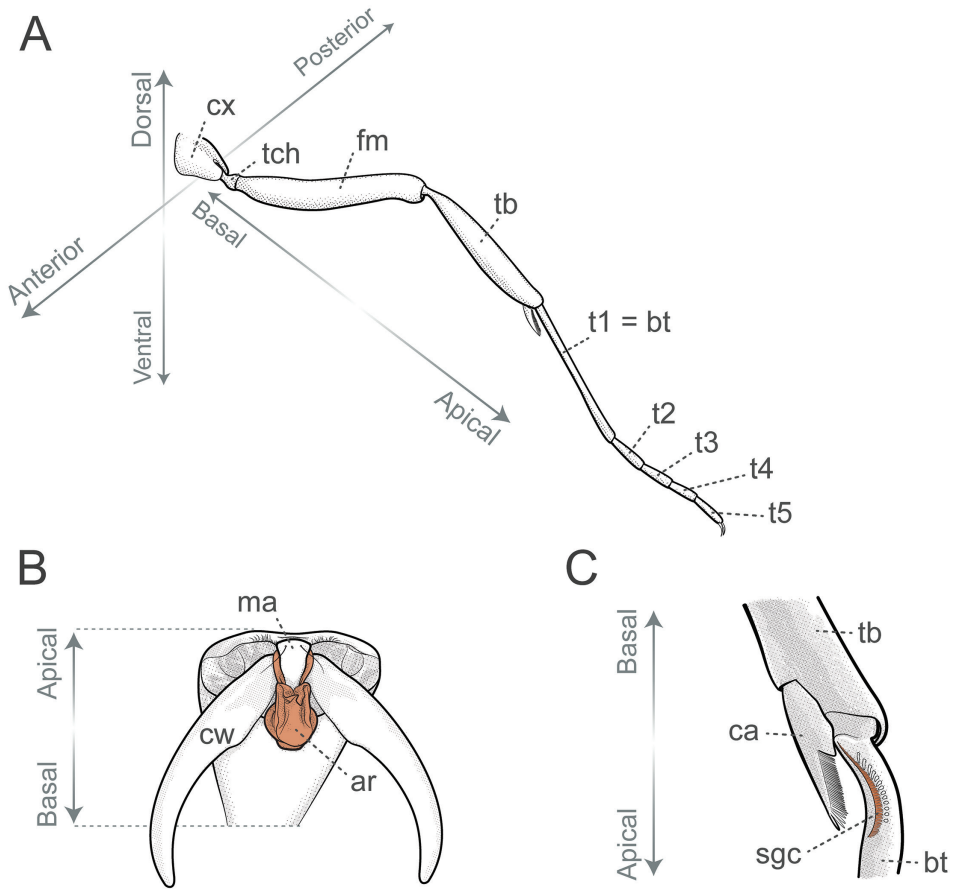 A
Posterior
Dorsal
cx
tch
fm
tb
Basal
Anterior
Ventral
t1 = bt
Apical
t2
t3
t4
t5
B
ma
Apical
cw
Basal
ar
C
Basal
tb
ca
Apical
sgc
bt